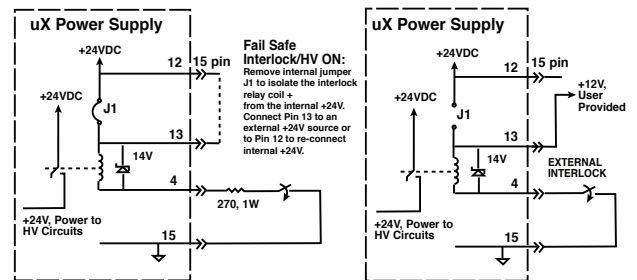 uX Power Supply
+24VDC
12
15 pin
+24VDC
J1
13
14V
4
270, 1W
+24V, Power to
HV Circuits
15
Fail Safe
Interlock/HV ON:
Remove internal jumper
J1 to isolate the interlock
relay coil +
from the internal +24V.
Connect Pin 13 to an
external +24V source or
to Pin 12 to re-connect
internal +24V.
uX Power Supply
+24VDC
12
15 pin
+24VDC
+12V,
User
Provided
J1
13
14V
EXTERNAL
INTERLOCK
4
+24V, Power to
HV Circuits
15